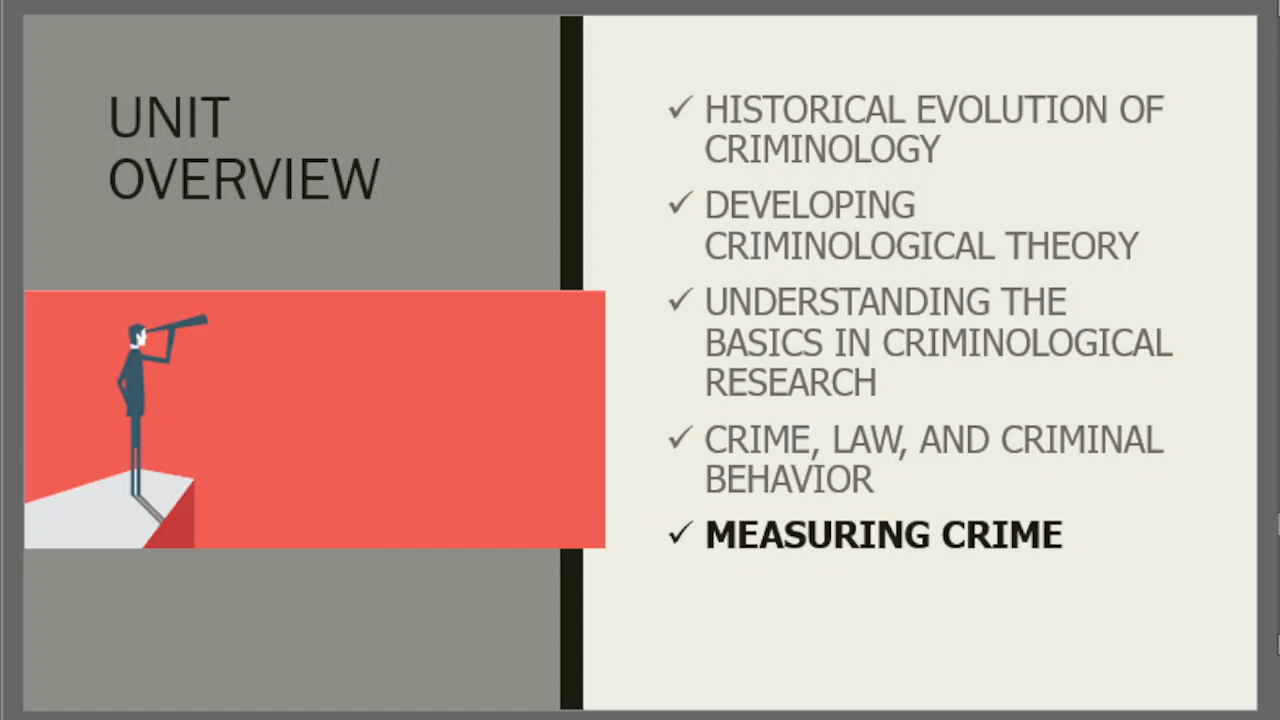 UNIT
OVERVIEW
✓ HISTORICAL EVOLUTION OF
CRIMINOLOGY
✓ DEVELOPING
CRIMINOLOGICAL THEORY
✓ UNDERSTANDING THE
BASICS IN CRIMINOLOGICAL
RESEARCH
✓ CRIME, LAW, AND CRIMINAL
BEHAVIOR
✓ MEASURING CRIME